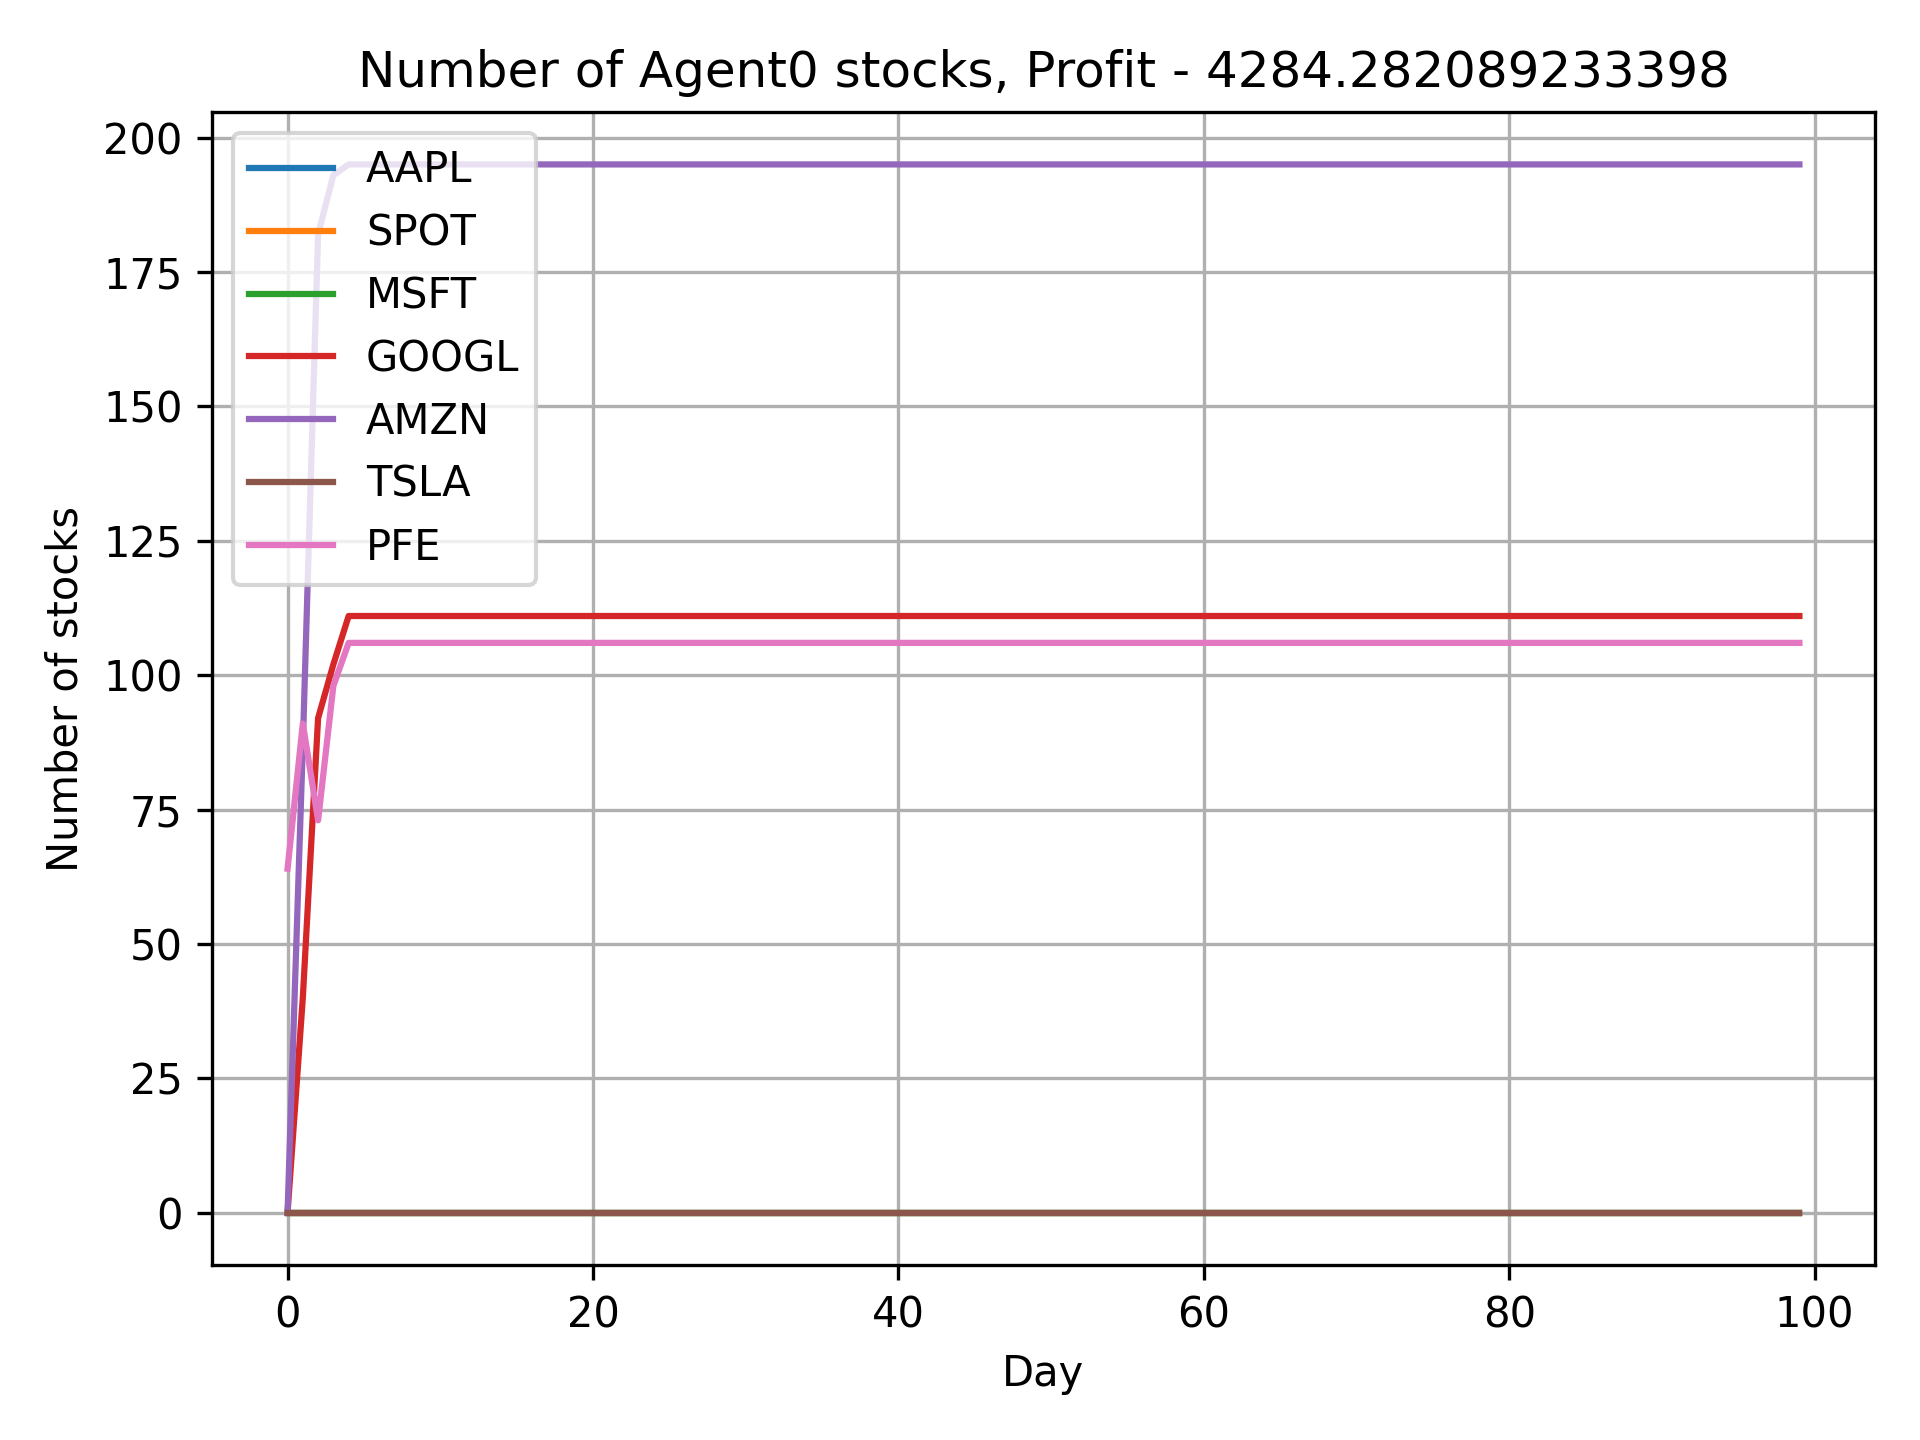 Number of Agent0 stocks, Profit - 4284.282089233398
200
175
150
125
100
75
50
25
0
Number of stocks
AAPL
SPOT
MSFT
GOOGL
AMZN
TSLA
PFE
0 20 40 60 80 100
Day